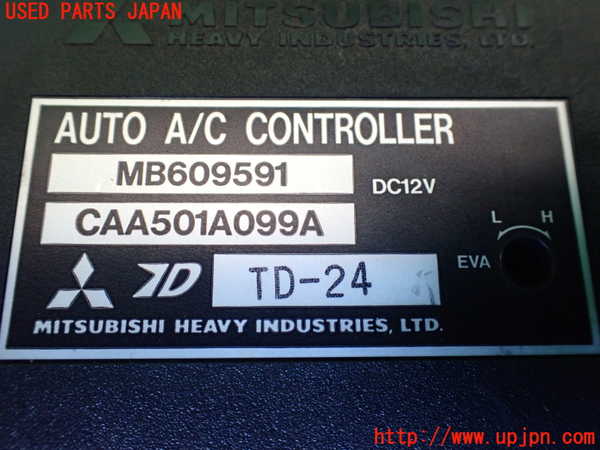 USED PARTS JAPAN
MITSUBISHI
HEAVY INDUSTRIES, LTD.
AUTO A/C CONTROLLER
MB609591
DC12V
CAA501A099A
L H
EVA
TD-24
MITSUBISHI HEAVY INDUSTRIES, LTD.
http://www.upjpn.com/